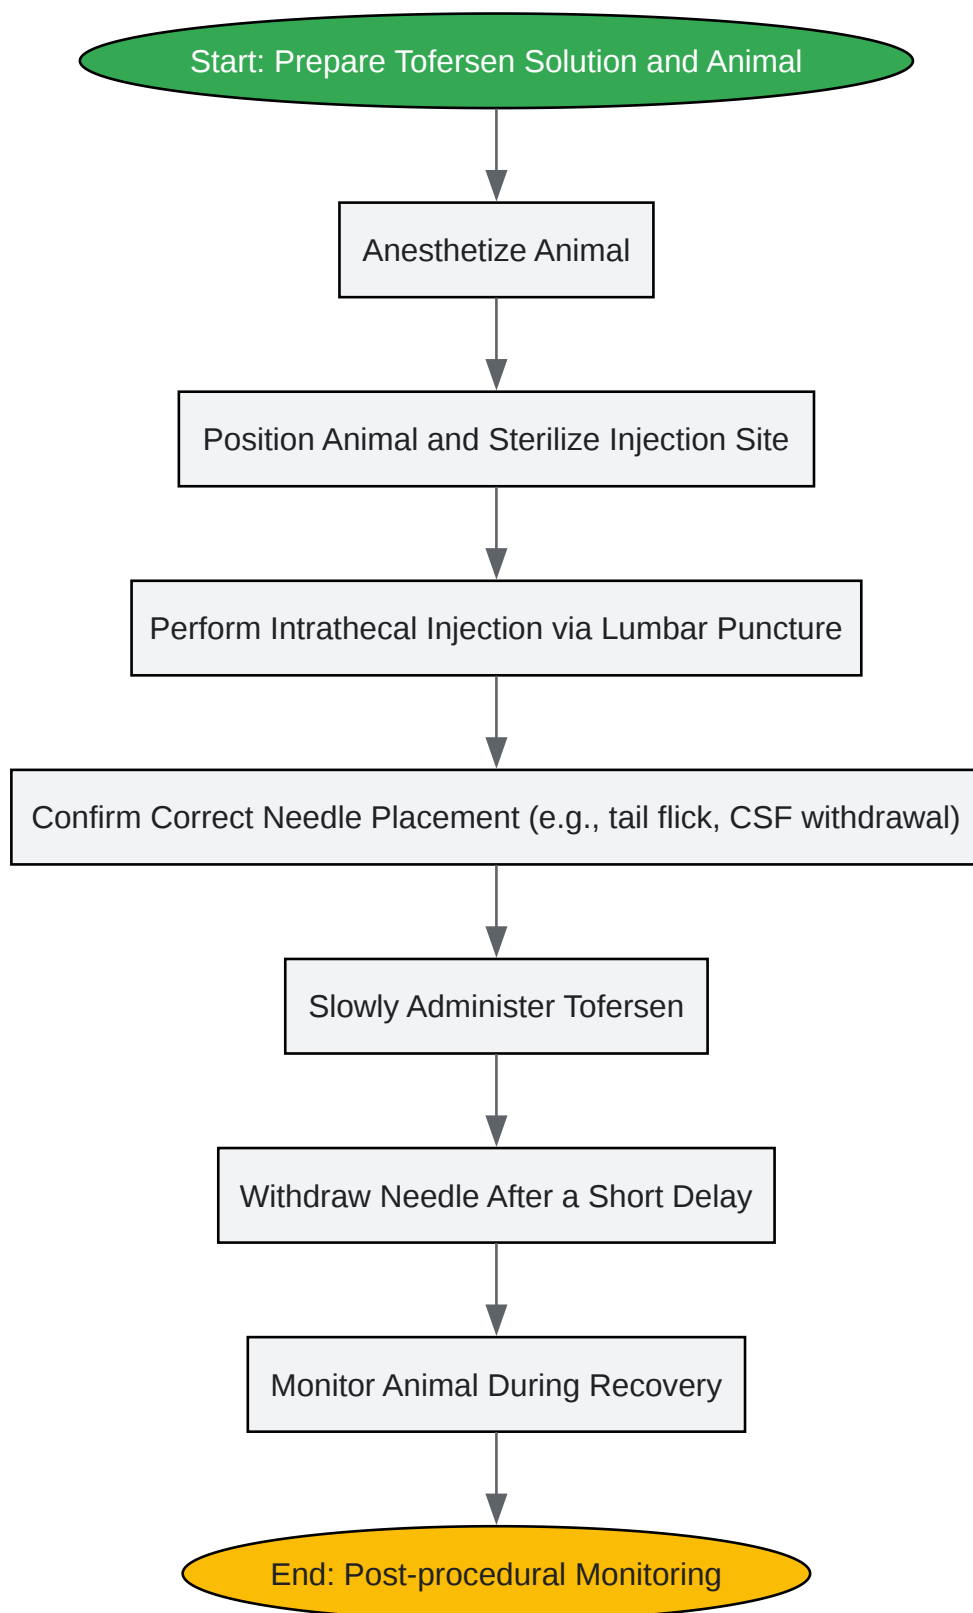 Start: Prepare Tofersen Solution and Animal
Anesthetize Animal
Position Animal and Sterilize Injection Site
Perform Intrathecal Injection via Lumbar Puncture
Confirm Correct Needle Placement (e.g., tail flick, CSF withdrawal)
Slowly Administer Tofersen
Withdraw Needle After a Short Delay
Monitor Animal During Recovery
End: Post-procedural Monitoring